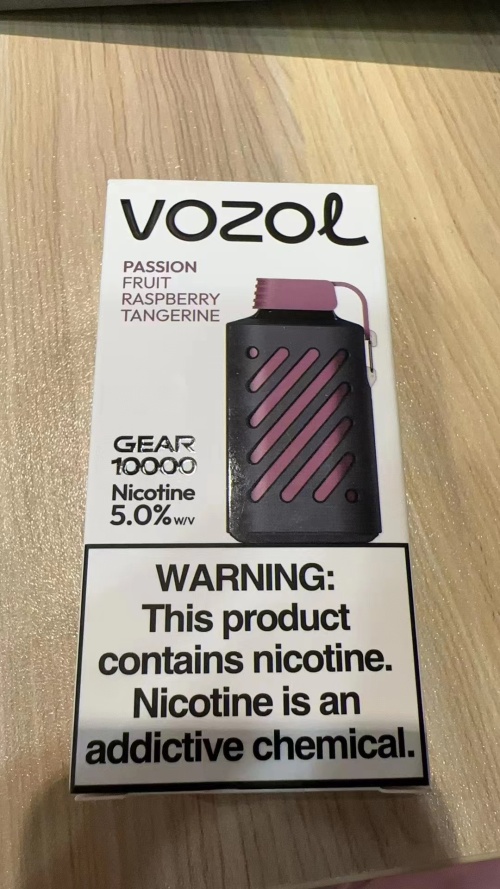 VOZOL
PASSION
FRUIT
RASPBERRY
TANGERINE
GEAR
10000
Nicotine
5.0% W/V
WARNING:
This product
contains nicotine.
Nicotine is an
addictive chemical.